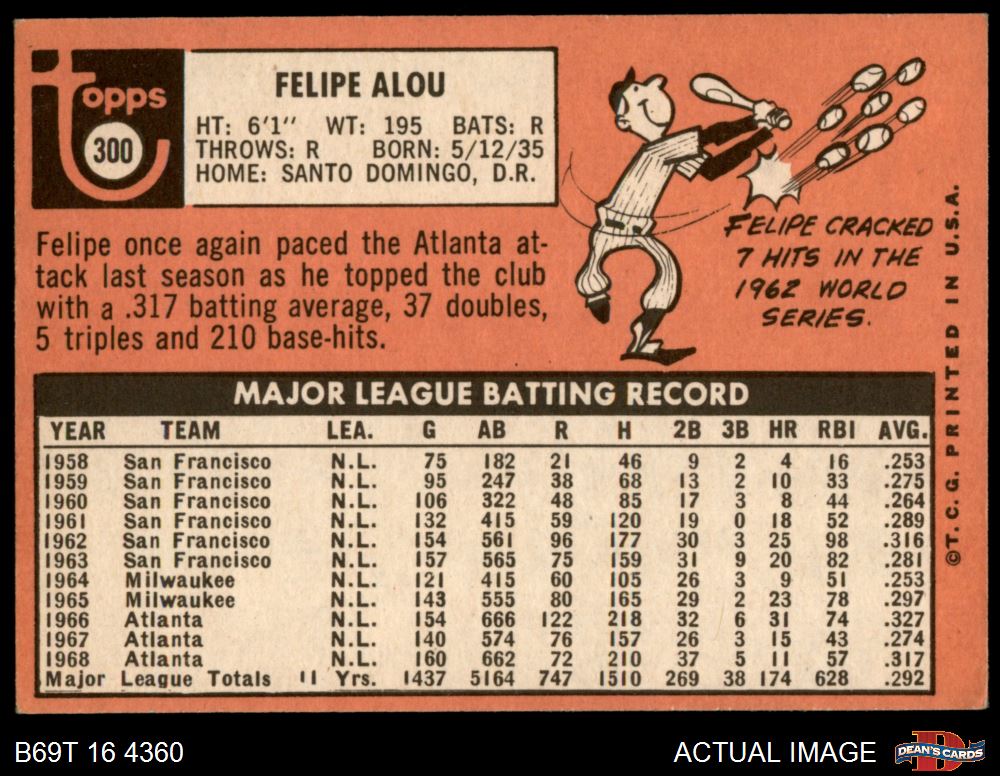 topps
300
FELIPE ALOU
HT: 6'1" WT: 195 BATS: R
THROWS: R BORN: 5/12/35
HOME: SANTO DOMINGO, D.R.
Felipe once again paced the Atlanta at-
tack last season as he topped the club
with a .317 batting average, 37 doubles,
5 triples and 210 base-hits.
FELIPE CRACKED
7 HITS IN THE
1962 WORLD
SERIES.
MAJOR LEAGUE BATTING RECORD
YEAR TEAM LEA. G AB R H 2B 3B HR RBI AVG.
1958 San Francisco N.L. 75 182 21 46 9 2 4 16 .253
1959 San Francisco N.L. 95 247 38 68 13 2 10 33 .275
1960 San Francisco N.L. 106 322 48 85 17 3 8 44 .264
1961 San Francisco N.L. 132 415 59 120 19 0 18 52 .289
1962 San Francisco N.L. 154 561 96 177 30 3 25 98 .316
1963 San Francisco N.L. 157 565 75 159 31 9 20 82 .281
1964 Milwaukee N.L. 121 415 60 105 26 3 9 51 .253
1965 Milwaukee N.L. 143 555 80 165 29 2 23 78 .297
1966 Atlanta N.L. 154 666 122 218 32 6 31 74 .327
1967 Atlanta N.L. 140 574 76 157 26 3 15 43 .274
1968 Atlanta N.L. 160 662 72 210 37 5 11 57 .317
Major League Totals 11 Yrs. 1437 5164 747 1510 269 38 174 628 .292
©T. C. G. PRINTED IN U.S.A.
B69T 16 4360
ACTUAL IMAGE
D
DEAN'S CARDS